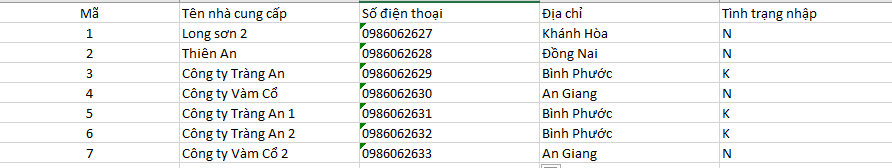 Mã Tên nhà cung cấp Số điện thoại Địa chỉ Tình trạng nhập
1 Long sơn 2 0986062627 Khánh Hòa N
2 Thiên An 0986062628 Đồng Nai N
3 Công ty Tràng An 0986062629 Bình Phước K
4 Công ty Vàm Cổ 0986062630 An Giang N
5 Công ty Tràng An 1 0986062631 Bình Phước K
6 Công ty Tràng An 2 0986062632 Bình Phước K
7 Công ty Vàm Cổ 2 0986062633 An Giang N